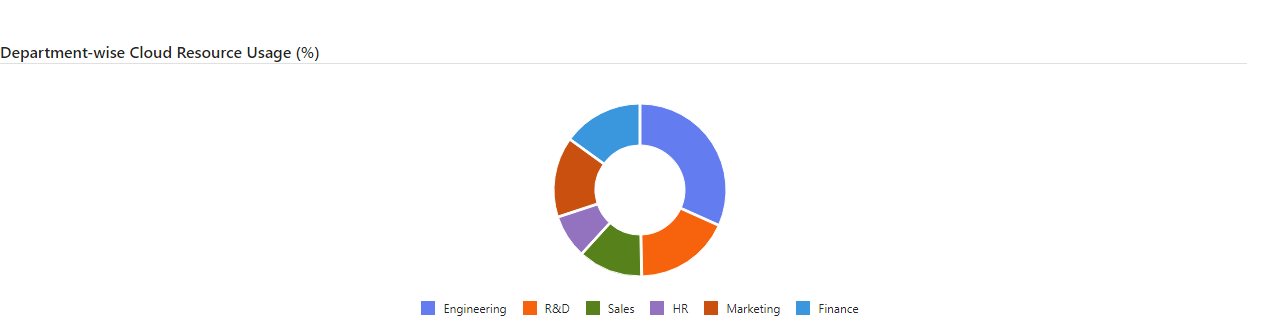 Department-wise Cloud Resource Usage (%)
Engineering R&D Sales HR Marketing Finance